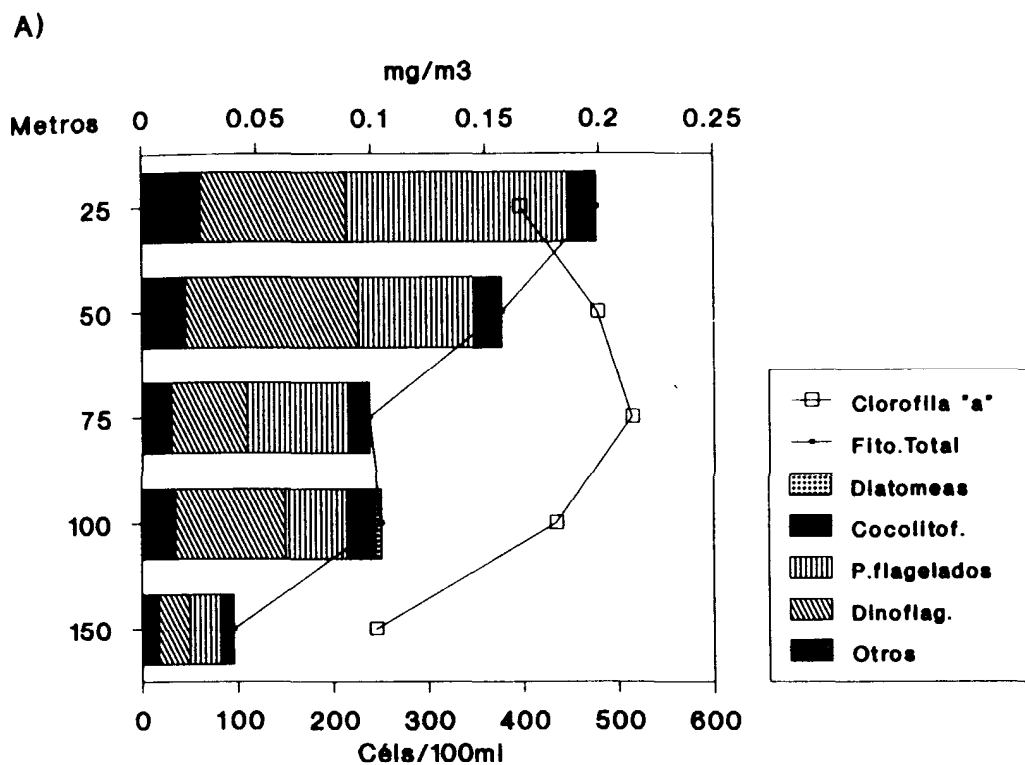 A)
mg/m3
Metros 0 0.05 0.1 0.15 0.2 0.25
25
50
75
100
150
0 100 200 300 400 500 600
Céls/100ml
Clorofila "a"
Fito.Total
Diatomeas
Cocolitof.
P.flagelados
Dinoflag.
Otros